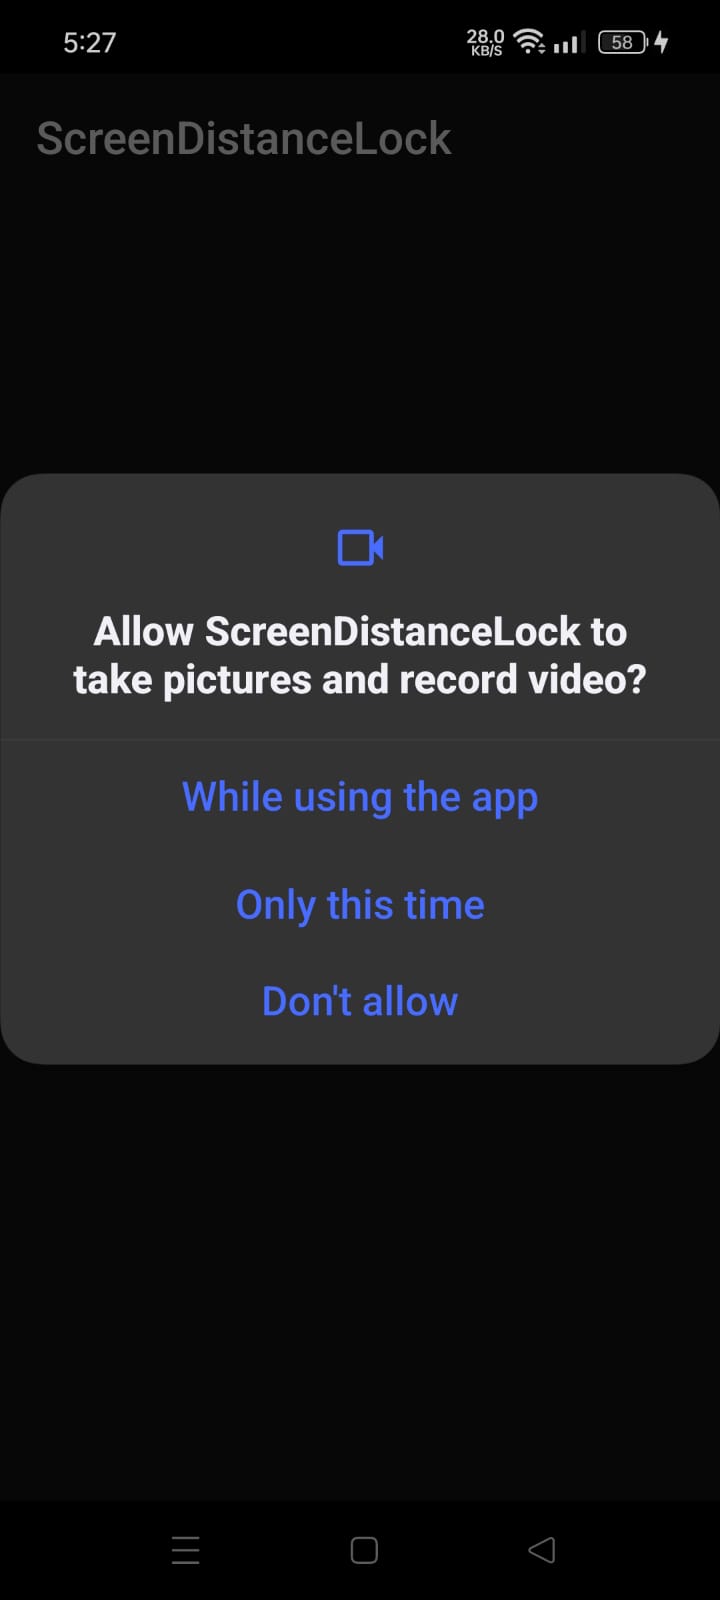 5:27
28.0
KB/S
58
ScreenDistanceLock
Allow ScreenDistanceLock to
take pictures and record video?
While using the app
Only this time
Don't allow